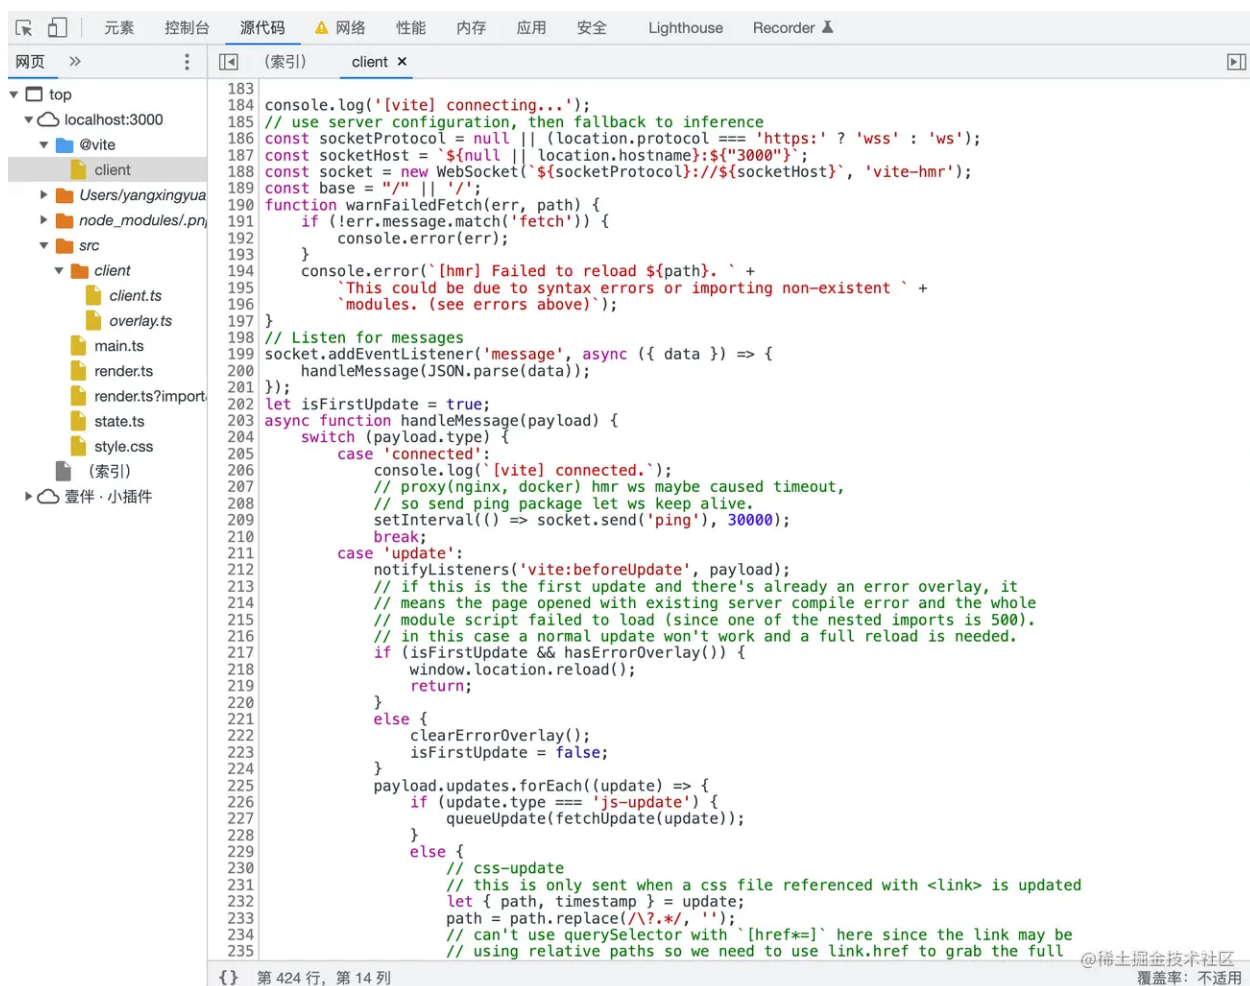 元素 控制台 源代码 网络 性能 内存 应用 安全 Lighthouse Recorder
网页 » (索引) client ×
top
localhost:3000
@vite
client
Users/yangxingyua
node_modules/.pn
src
client
client.ts
overlay.ts
main.ts
render.ts
render.ts?import
state.ts
style.css
(索引)
壹伴 · 小插件
183
184 console.log('[vite] connecting...');
185 // use server configuration, then fallback to inference
186 const socketProtocol = null || (location.protocol === 'https:' ? 'wss' : 'ws');
187 const socketHost = `${null || location.hostname}:${"3000"}`;
188 const socket = new WebSocket(`${socketProtocol}://${socketHost}`, 'vite-hmr');
189 const base = "/" || '/';
190 function warnFailedFetch(err, path) {
191     if (!err.message.match('fetch')) {
192         console.error(err);
193     }
194     console.error(`[hmr] Failed to reload ${path}. ` +
195         `This could be due to syntax errors or importing non-existent ` +
196         `modules. (see errors above)`);
197 }
198 // Listen for messages
199 socket.addEventListener('message', async ({ data }) => {
200     handleMessage(JSON.parse(data));
201 });
202 let isFirstUpdate = true;
203 async function handleMessage(payload) {
204     switch (payload.type) {
205         case 'connected':
206             console.log(`[vite] connected.`);
207             // proxy(nginx, docker) hmr ws maybe caused timeout,
208             // so send ping package let ws keep alive.
209             setInterval(() => socket.send('ping'), 30000);
210             break;
211         case 'update':
212             notifyListeners('vite:beforeUpdate', payload);
213             // if this is the first update and there's already an error overlay, it
214             // means the page opened with existing server compile error and the whole
215             // module script failed to load (since one of the nested imports is 500).
216             // in this case a normal update won't work and a full reload is needed.
217             if (isFirstUpdate && hasErrorOverlay()) {
218                 window.location.reload();
219                 return;
220             }
221             else {
222                 clearErrorOverlay();
223                 isFirstUpdate = false;
224             }
225             payload.updates.forEach((update) => {
226                 if (update.type === 'js-update') {
227                     queueUpdate(fetchUpdate(update));
228                 }
229                 else {
230                     // css-update
231                     // this is only sent when a css file referenced with <link> is updated
232                     let { path, timestamp } = update;
233                     path = path.replace(/\?.*/, '');
234                     // can't use querySelector with `[href*=]` here since the link may be
235                     // using relative paths so we need to use link.href to grab the full
@稀土掘金技术社区
{} 第 424 行，第 14 列 覆盖率：不适用